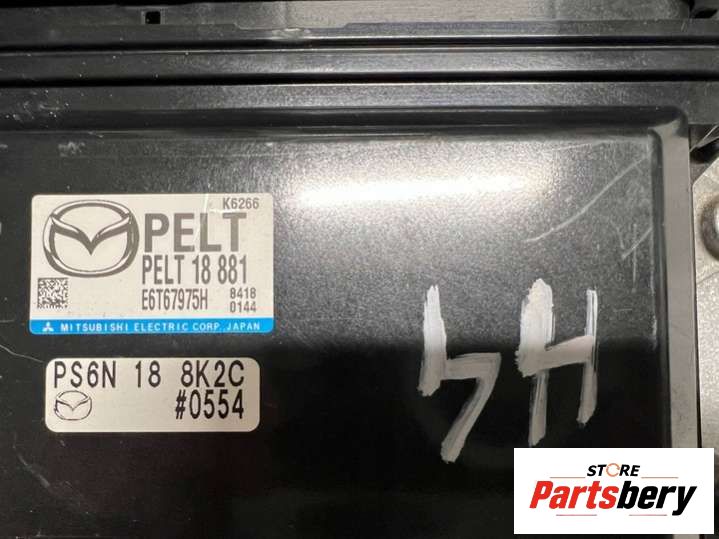 K6266
PELT
PELT 18 881
E6T67975H 8418
0144
MITSUBISHI ELECTRIC CORP. JAPAN
PS6N 18 8K2C
#0554
STORE
Partsbery